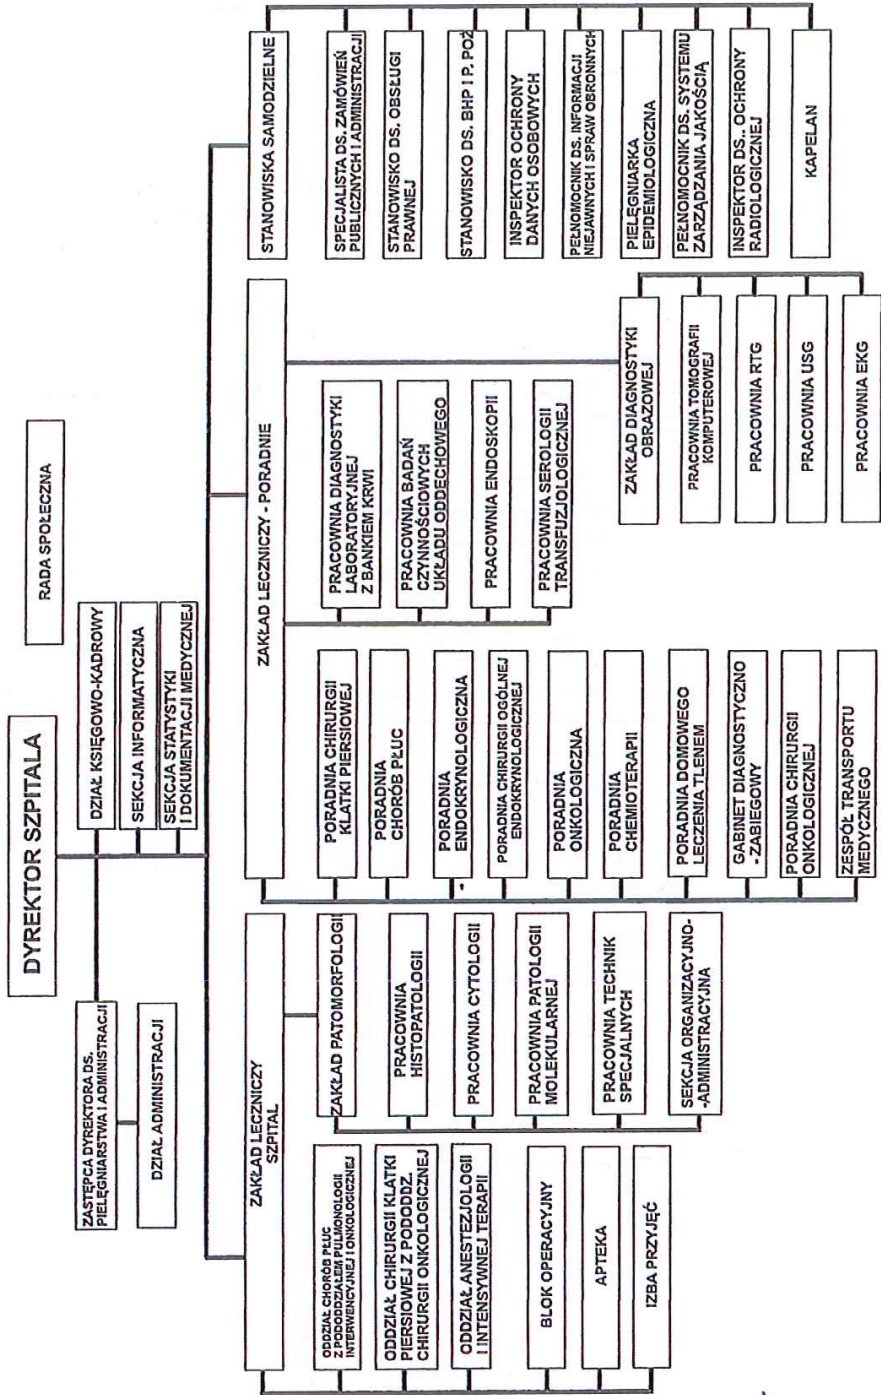 DYREKTOR SZPITALA
RADA SPOŁECZNA
ZASTĘPCA DYREKTORA DS.
PIELĘGNIARSTWA I ADMINISTRACJI
DZIAŁ ADMINISTRACJI
DZIAŁ KSIĘGOWO-KADROWY
SEKCJA INFORMATYCZNA
SEKCJA STATYSTYKI
I DOKUMENTACJI MEDYCZNEJ
ZAKŁAD LECZNICZY
SZPITAL
ODDZIAŁ CHORÓB PŁUC
Z PODODDZIAŁEM PULMONOLOGII
INTERWENCYJNEJ I ONKOLOGICZNEJ
ODDZIAŁ CHIRURGII KLATKI
PIERSIOWEJ Z PODODDZ.
CHIRURGII ONKOLOGICZNEJ
ODDZIAŁ ANESTEZJOLOGII
I INTENSYWNEJ TERAPII
BLOK OPERACYJNY
APTEKA
IZBA PRZYJĘĆ
ZAKŁAD PATOMORFOLOGII
PRACOWNIA
HISTOPATOLOGII
PRACOWNIA CYTOLOGII
PRACOWNIA PATOLOGII
MOLEKULARNEJ
PRACOWNIA TECHNIK
SPECJALNYCH
SEKCJA ORGANIZACYJNO-
-ADMINISTRACYJNA
ZAKŁAD LECZNICZY - PORADNIE
PORADNIA CHIRURGII
KLATKI PIERSIOWEJ
PORADNIA
CHORÓB PŁUC
PORADNIA
ENDOKRYNOLOGICZNA
PORADNIA CHIRURGII OGÓLNEJ
ENDOKRYNOLOGICZNEJ
PORADNIA
ONKOLOGICZNA
PORADNIA
CHEMIOTERAPII
PORADNIA DOMOWEGO
LECZENIA TLENEM
GABINET DIAGNOSTYCZNO
-ZABIEGOWY
PORADNIA CHIRURGII
ONKOLOGICZNEJ
ZESPÓŁ TRANSPORTU
MEDYCZNEGO
PRACOWNIA DIAGNOSTYKI
LABORATORYJNEJ
Z BANKIEM KRWI
PRACOWNIA BADAŃ
CZYNNOŚCIOWYCH
UKŁADU ODDECHOWEGO
PRACOWNIA ENDOSKOPII
PRACOWNIA SEROLOGII
TRANSFUZJOLOGICZNEJ
ZAKŁAD DIAGNOSTYKI
OBRAZOWEJ
PRACOWNIA TOMOGRAFII
KOMPUTEROWEJ
PRACOWNIA RTG
PRACOWNIA USG
PRACOWNIA EKG
STANOWISKA SAMODZIELNE
SPECJALISTA DS. ZAMÓWIEŃ
PUBLICZNYCH I ADMINISTRACJI
STANOWISKO DS. OBSŁUGI
PRAWNEJ
STANOWISKO DS. BHP I P. POŻ
INSPEKTOR OCHRONY
DANYCH OSOBOWYCH
PEŁNOMOCNIK DS. INFORMACJI
NIEJAWNYCH I SPRAW OBRONNYCH
PIELĘGNIARKA
EPIDEMIOLOGICZNA
PEŁNOMOCNIK DS. SYSTEMU
ZARZĄDZANIA JAKOŚCIĄ
INSPEKTOR DS.. OCHRONY
RADIOLOGICZNEJ
KAPELAN